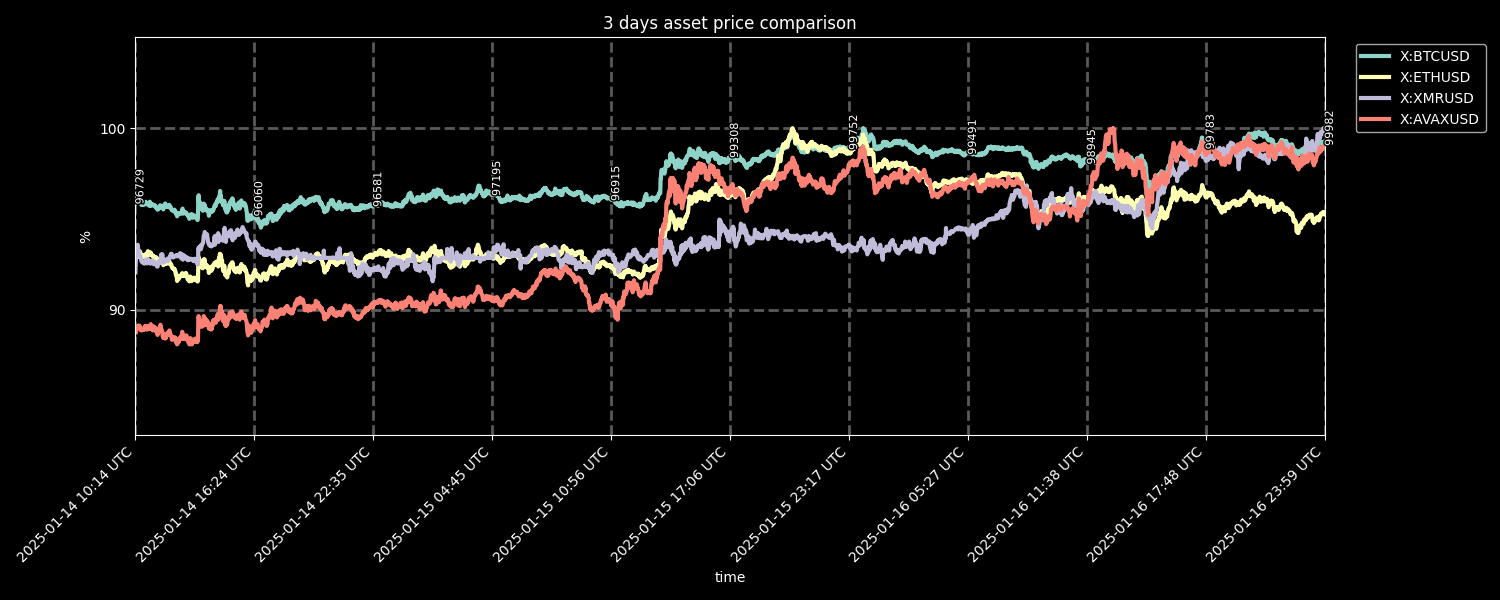 3 days asset price comparison
X:BTCUSD
X:ETHUSD
X:XMRUSD
X:AVAXUSD
100
90
%
96729
96060
96581
97195
96915
99308
99752
99491
98945
99783
99982
2025-01-14 10:14 UTC
2025-01-14 16:24 UTC
2025-01-14 22:35 UTC
2025-01-15 04:45 UTC
2025-01-15 10:56 UTC
2025-01-15 17:06 UTC
2025-01-15 23:17 UTC
2025-01-16 05:27 UTC
2025-01-16 11:38 UTC
2025-01-16 17:48 UTC
2025-01-16 23:59 UTC
time